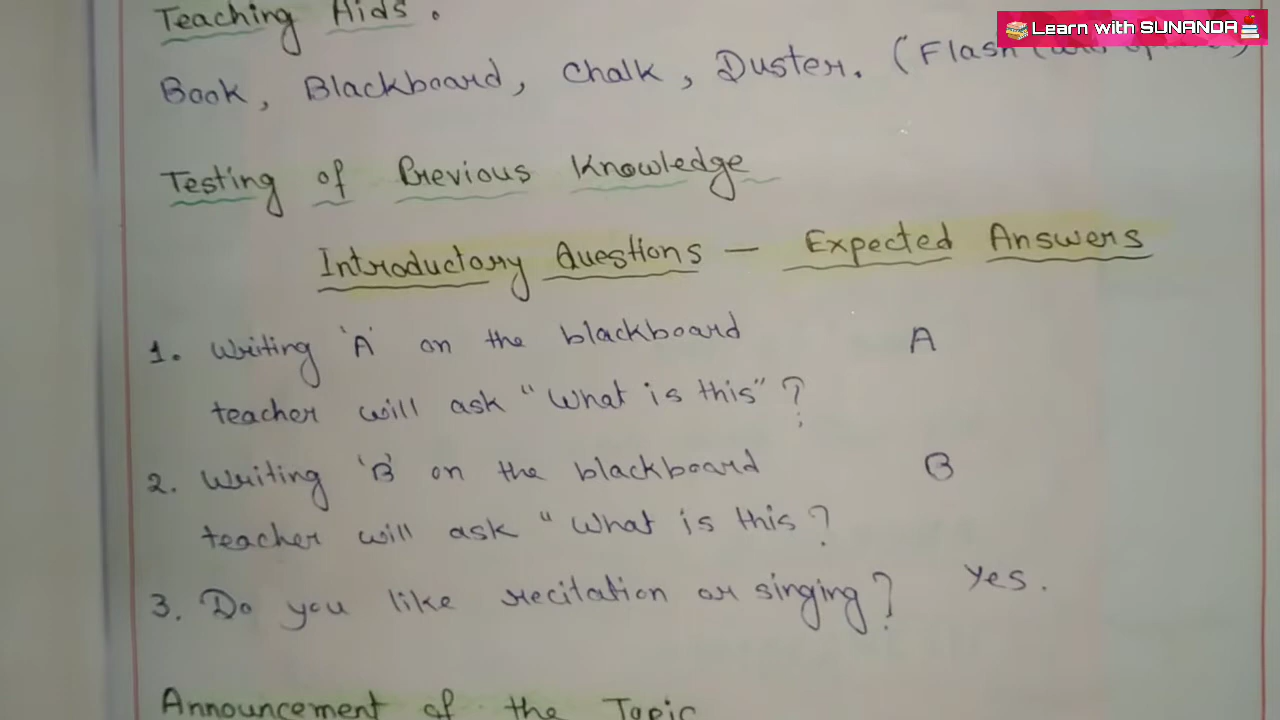 Teaching Aids.
Learn with SUNANDA
Book, Blackboard, Chalk, Duster. (Flash
Testing of Previous Knowledge
Introductory Questions — Expected Answers
1. Writing 'A' on the blackboard A
teacher will ask "What is this"?
2. Writing 'B' on the blackboard B
teacher will ask "What is this?
3. Do you like recitation or singing? Yes.
Announcement of the Topic